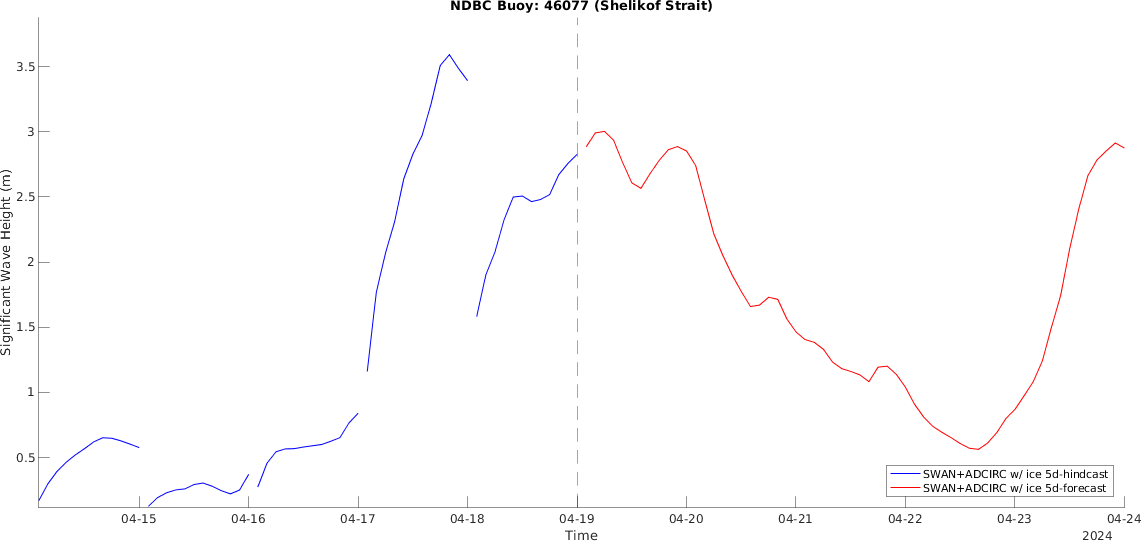 NDBC Buoy: 46077 (Shelikof Strait)
Significant Wave Height (m)
3.5
3
2.5
2
1.5
1
0.5
SWAN+ADCIRC w/ ice 5d-hindcast
SWAN+ADCIRC w/ ice 5d-forecast
04-15 04-16 04-17 04-18 04-19 04-20 04-21 04-22 04-23 04-24
Time
2024